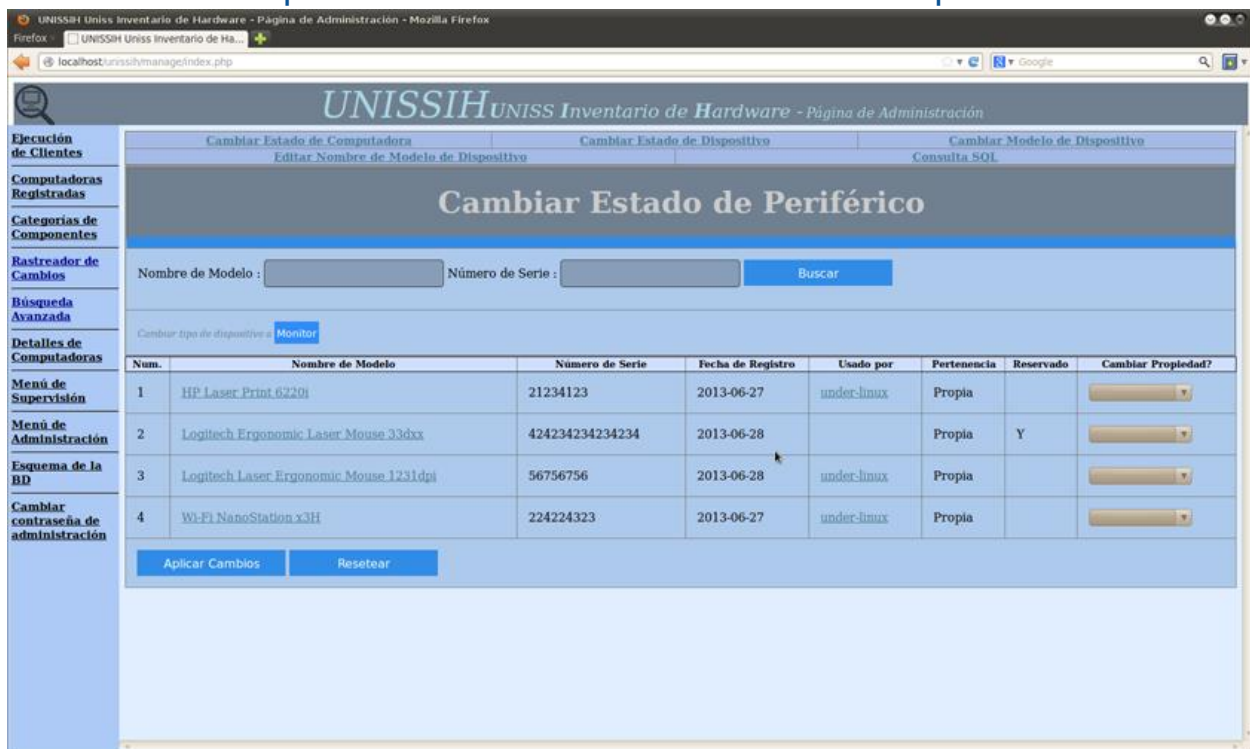 UNISSIH Uniss Inventario de Hardware - Página de Administración - Mozilla Firefox
Firefox
UNISSIH Uniss Inventario de Ha...
localhost/unissih/manage/index.php
Google
UNISSIH UNISS Inventario de Hardware - Página de Administración
Ejecución
de Clientes
Computadoras
Registradas
Categorías de
Componentes
Rastreador de
Cambios
Búsqueda
Avanzada
Detalles de
Computadoras
Menú de
Supervisión
Menú de
Administración
Esquema de la
BD
Cambiar
contraseña de
administración
Cambiar Estado de Computadora Cambiar Estado de Dispositivo Cambiar Modelo de Dispositivo
Editar Nombre de Modelo de Dispositivo Consulta SQL
Cambiar Estado de Periférico
Nombre de Modelo : Número de Serie : Buscar
Cambiar tipo de dispositivo a Monitor
Num. Nombre de Modelo Número de Serie Fecha de Registro Usado por Pertenencia Reservado Cambiar Propiedad?
1 HP Laser Print 6220i 21234123 2013-06-27 under-linux Propia
2 Logitech Ergonomic Laser Mouse 33dxx 424234234234234 2013-06-28 Propia Y
3 Logitech Laser Ergonomic Mouse 1231dpi 56756756 2013-06-28 under-linux Propia
4 Wi-Fi NanoStation x3H 224224323 2013-06-27 under-linux Propia
Aplicar Cambios Resetear